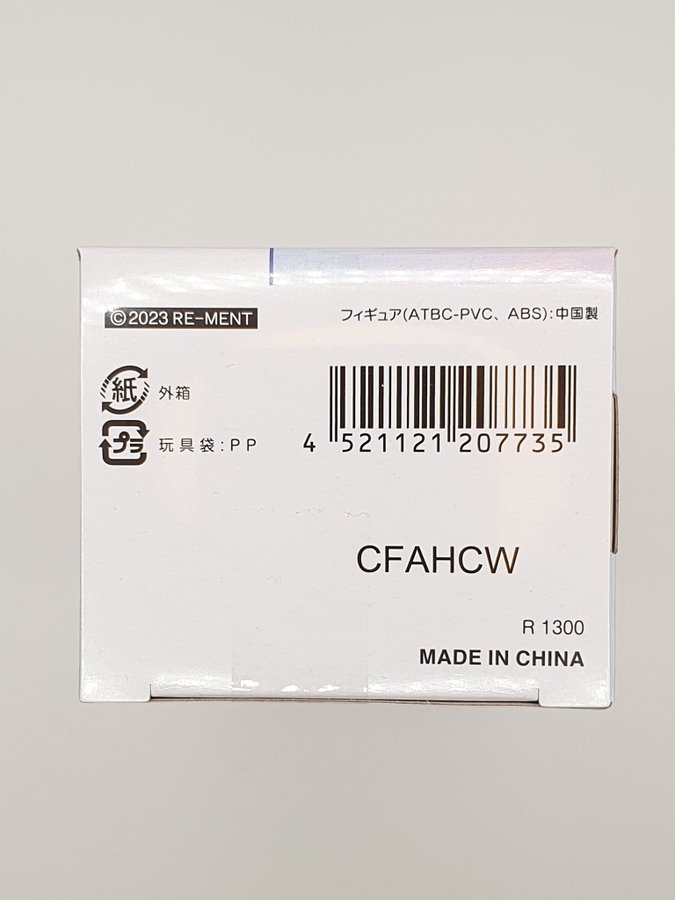 ©2023 RE-MENT
フィギュア(ATBC-PVC、ABS):中国製
紙 外箱
プラ 玩具袋:PP
4 521121 207735
CFAHCW
R 1300
MADE IN CHINA